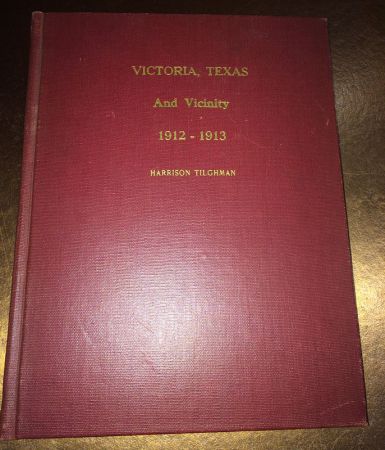 VICTORIA, TEXAS
And Vicinity
1912 - 1913
HARRISON TILGHMAN